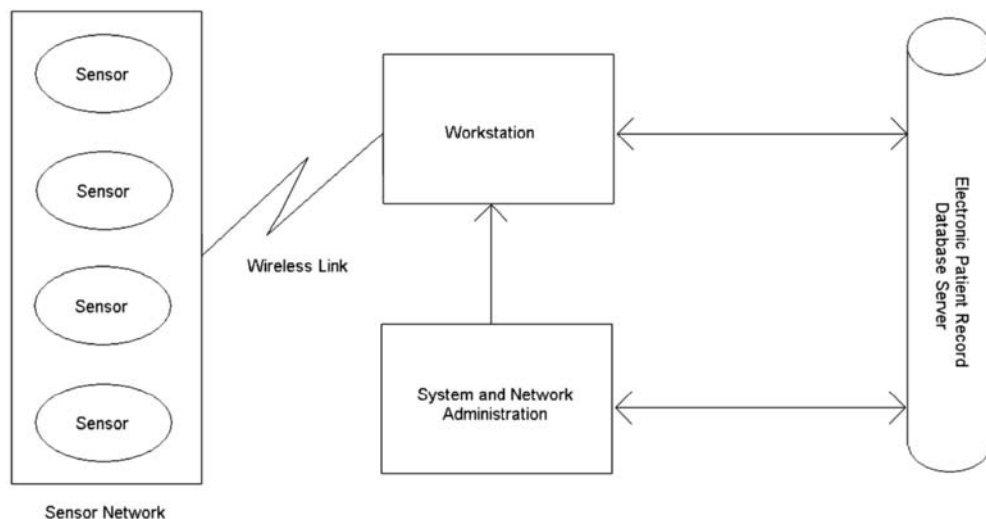 Sensor
Sensor
Sensor
Sensor
Sensor Network
Wireless Link
Workstation
System and Network
Administration
Electronic Patient Record
Database Server